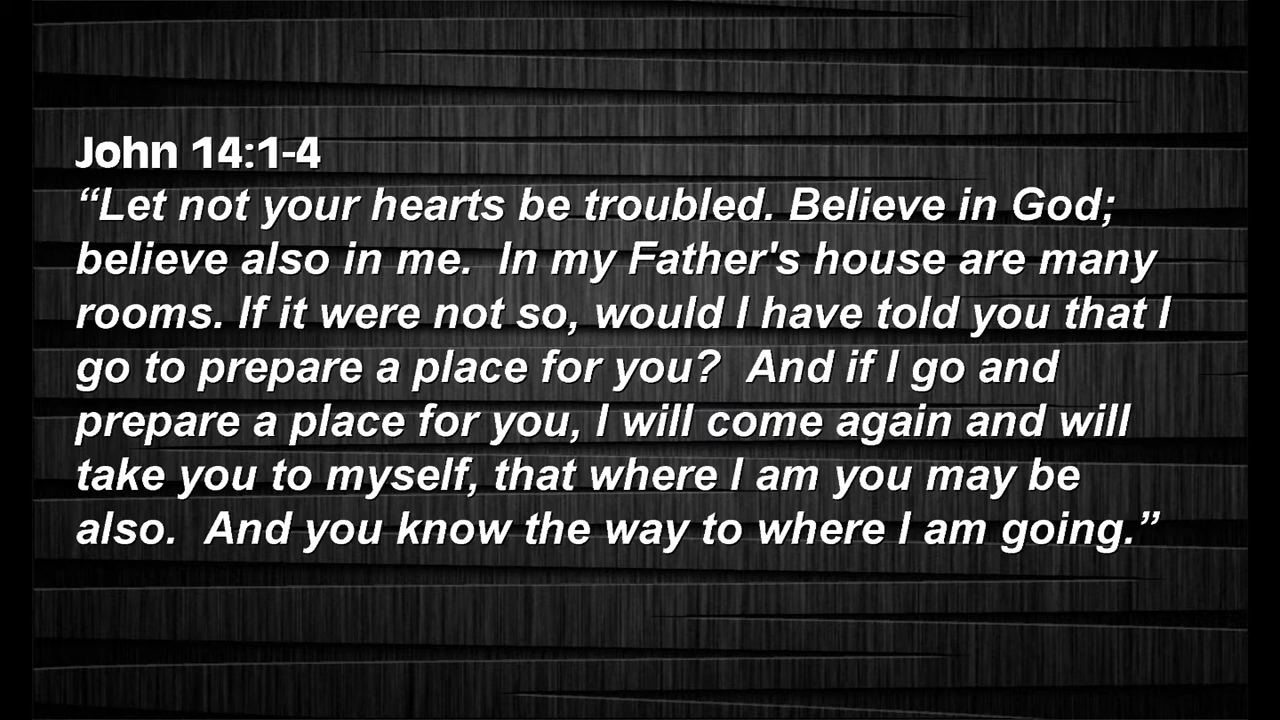 John 14:1-4
“Let not your hearts be troubled. Believe in God;
believe also in me.  In my Father's house are many
rooms. If it were not so, would I have told you that I
go to prepare a place for you?  And if I go and
prepare a place for you, I will come again and will
take you to myself, that where I am you may be
also.  And you know the way to where I am going.”